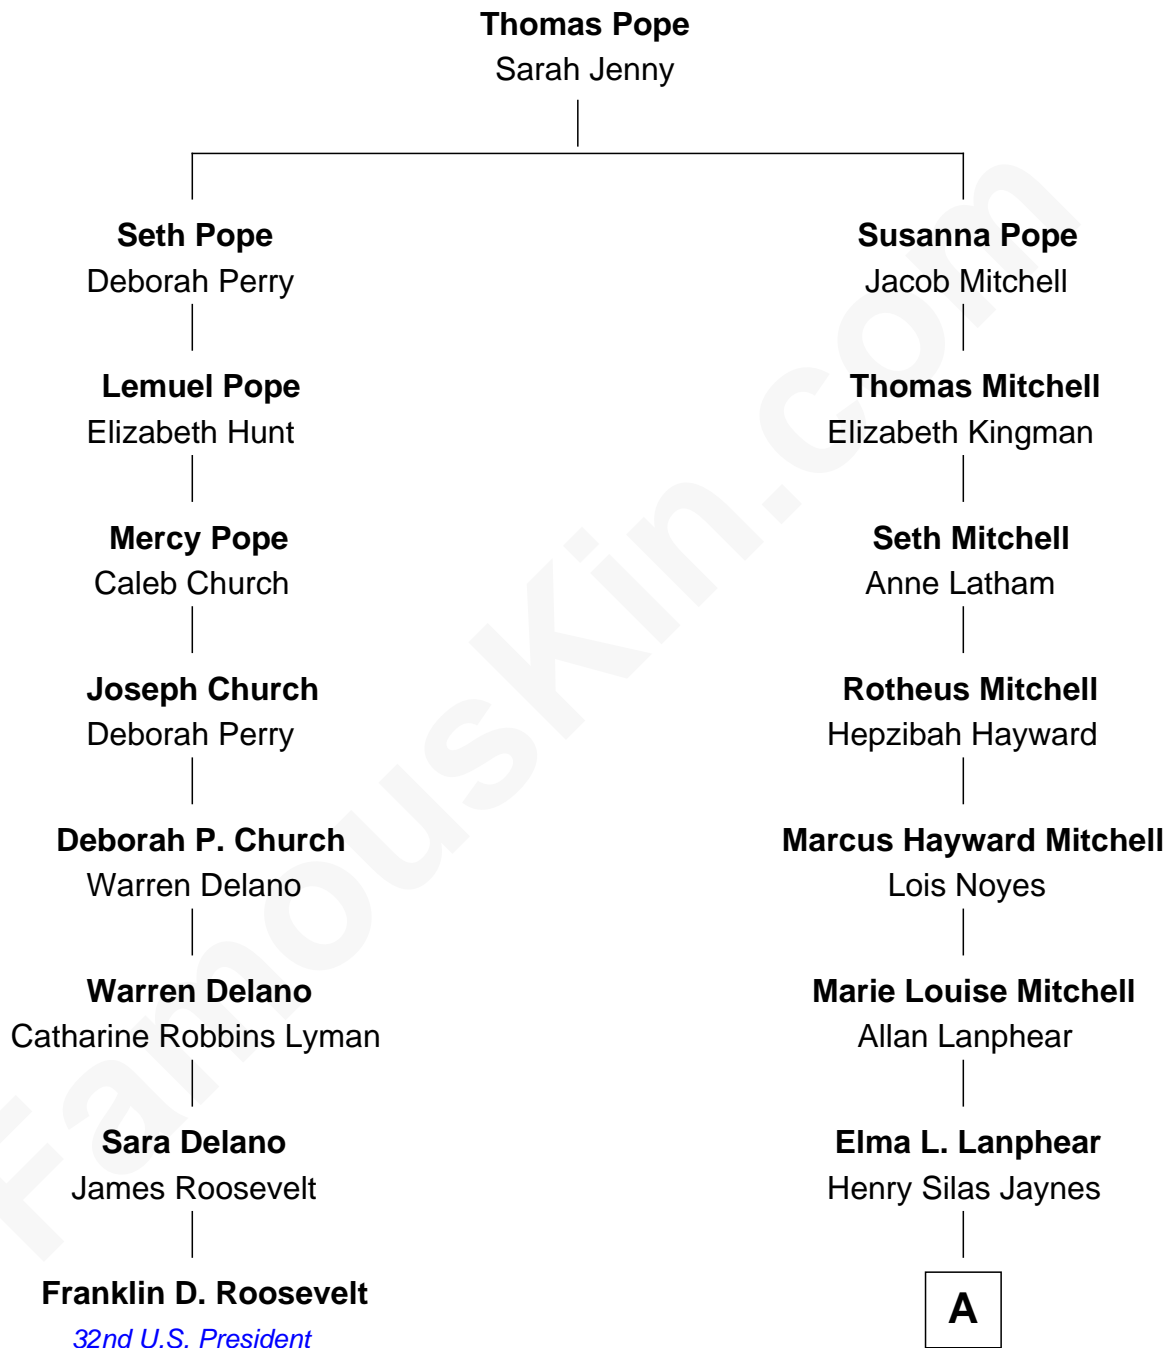 Thomas Pope
Sarah Jenny
Seth Pope
Deborah Perry
Lemuel Pope
Elizabeth Hunt
Mercy Pope
Caleb Church
Joseph Church
Deborah Perry
Deborah P. Church
Warren Delano
Warren Delano
Catharine Robbins Lyman
Sara Delano
James Roosevelt
Franklin D. Roosevelt
32nd U.S. President
Susanna Pope
Jacob Mitchell
Thomas Mitchell
Elizabeth Kingman
Seth Mitchell
Anne Latham
Rotheus Mitchell
Hepzibah Hayward
Marcus Hayward Mitchell
Lois Noyes
Marie Louise Mitchell
Allan Lanphear
Elma L. Lanphear
Henry Silas Jaynes
A
FamousKin.com